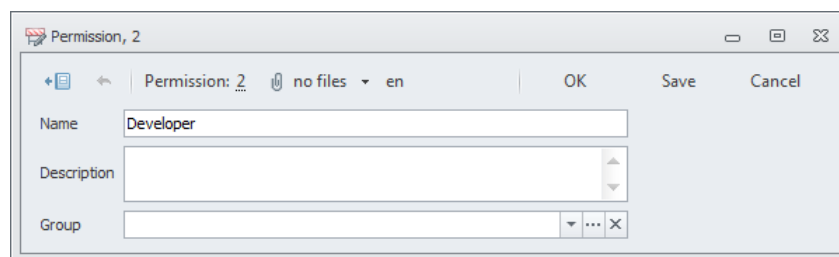 Permission, 2
Permission: 2 no files en OK Save Cancel
Name Developer
Description
Group